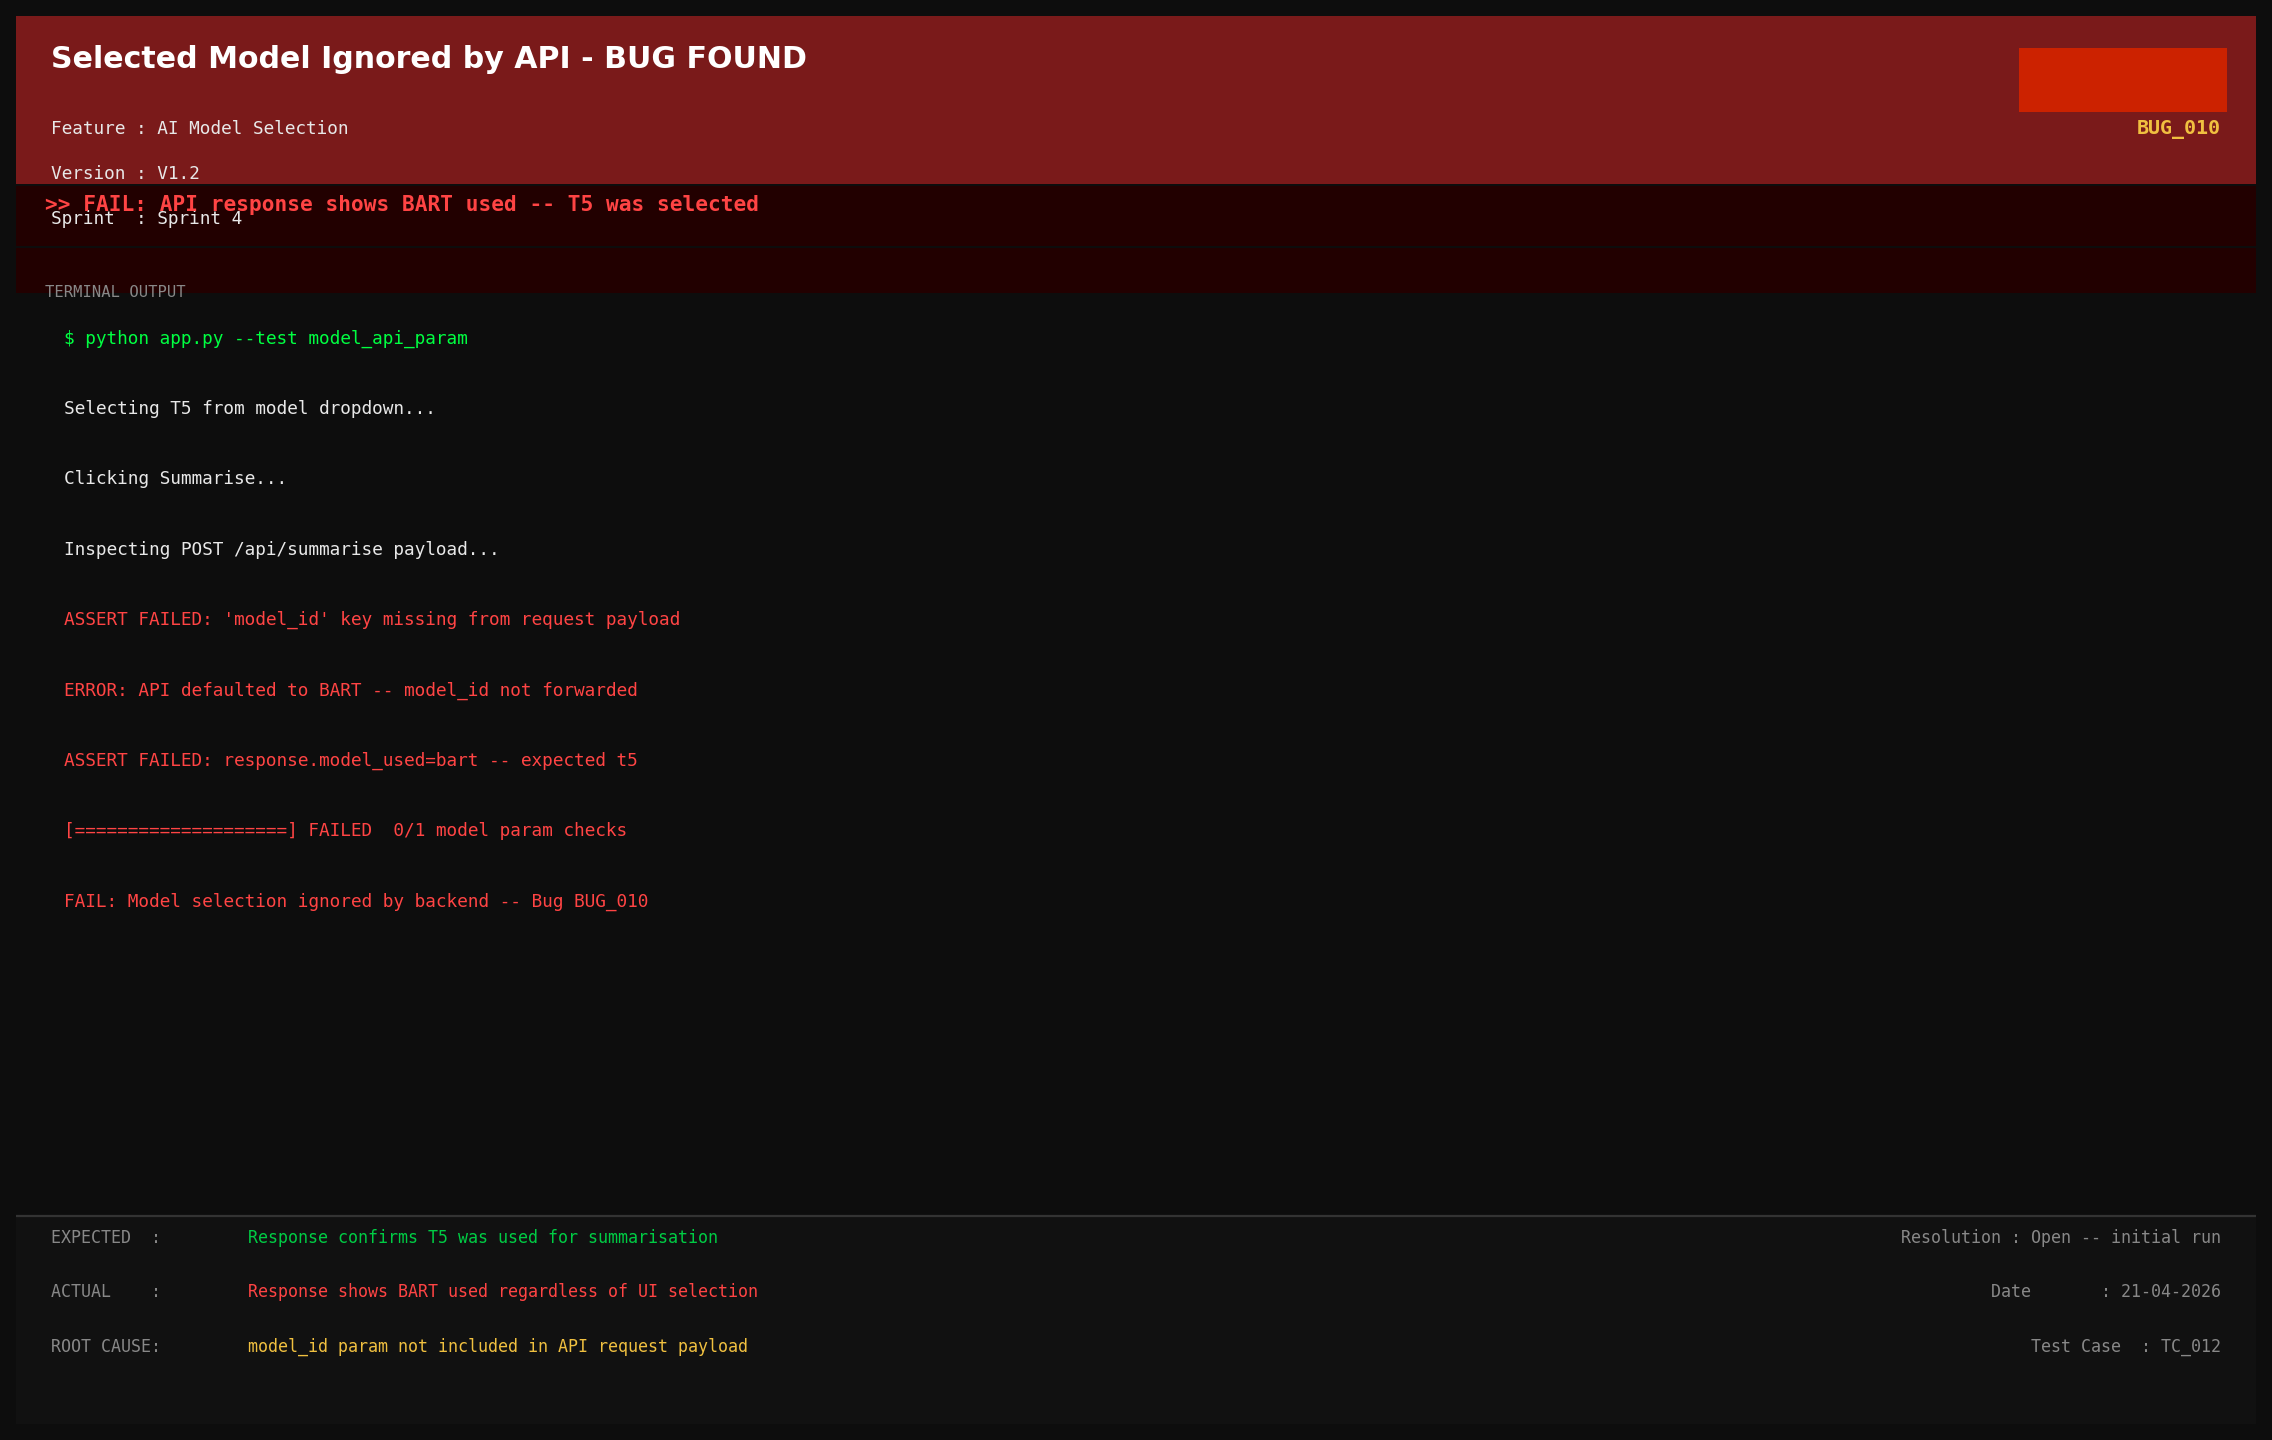 Selected Model Ignored by API - BUG FOUND
Feature : AI Model Selection
BUG_010
Version : V1.2
>> FAIL: API response shows BART used -- T5 was selected
Sprint  : Sprint 4
TERMINAL OUTPUT
$ python app.py --test model_api_param
Selecting T5 from model dropdown...
Clicking Summarise...
Inspecting POST /api/summarise payload...
ASSERT FAILED: 'model_id' key missing from request payload
ERROR: API defaulted to BART -- model_id not forwarded
ASSERT FAILED: response.model_used=bart -- expected t5
[====================] FAILED  0/1 model param checks
FAIL: Model selection ignored by backend -- Bug BUG_010
EXPECTED  : Response confirms T5 was used for summarisation
Resolution : Open -- initial run
ACTUAL    : Response shows BART used regardless of UI selection
Date       : 21-04-2026
ROOT CAUSE: model_id param not included in API request payload
Test Case  : TC_012